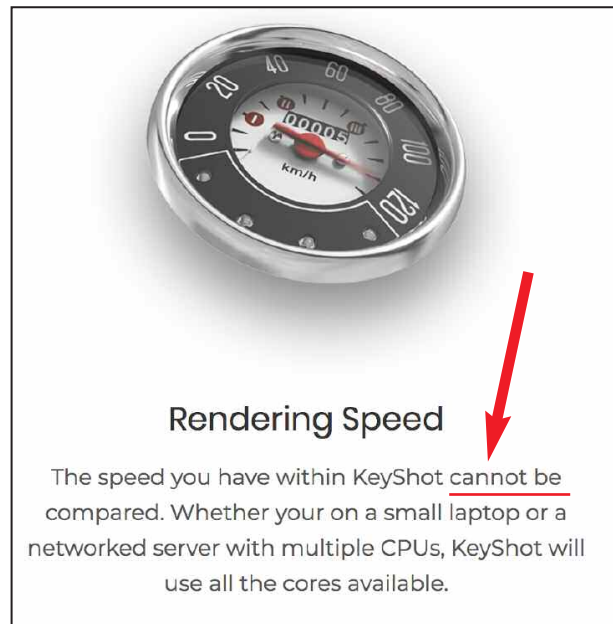 0 20 40 60 80 100 120
00005
km/h
Rendering Speed
The speed you have within KeyShot cannot be
compared. Whether your on a small laptop or a
networked server with multiple CPUs, KeyShot will
use all the cores available.